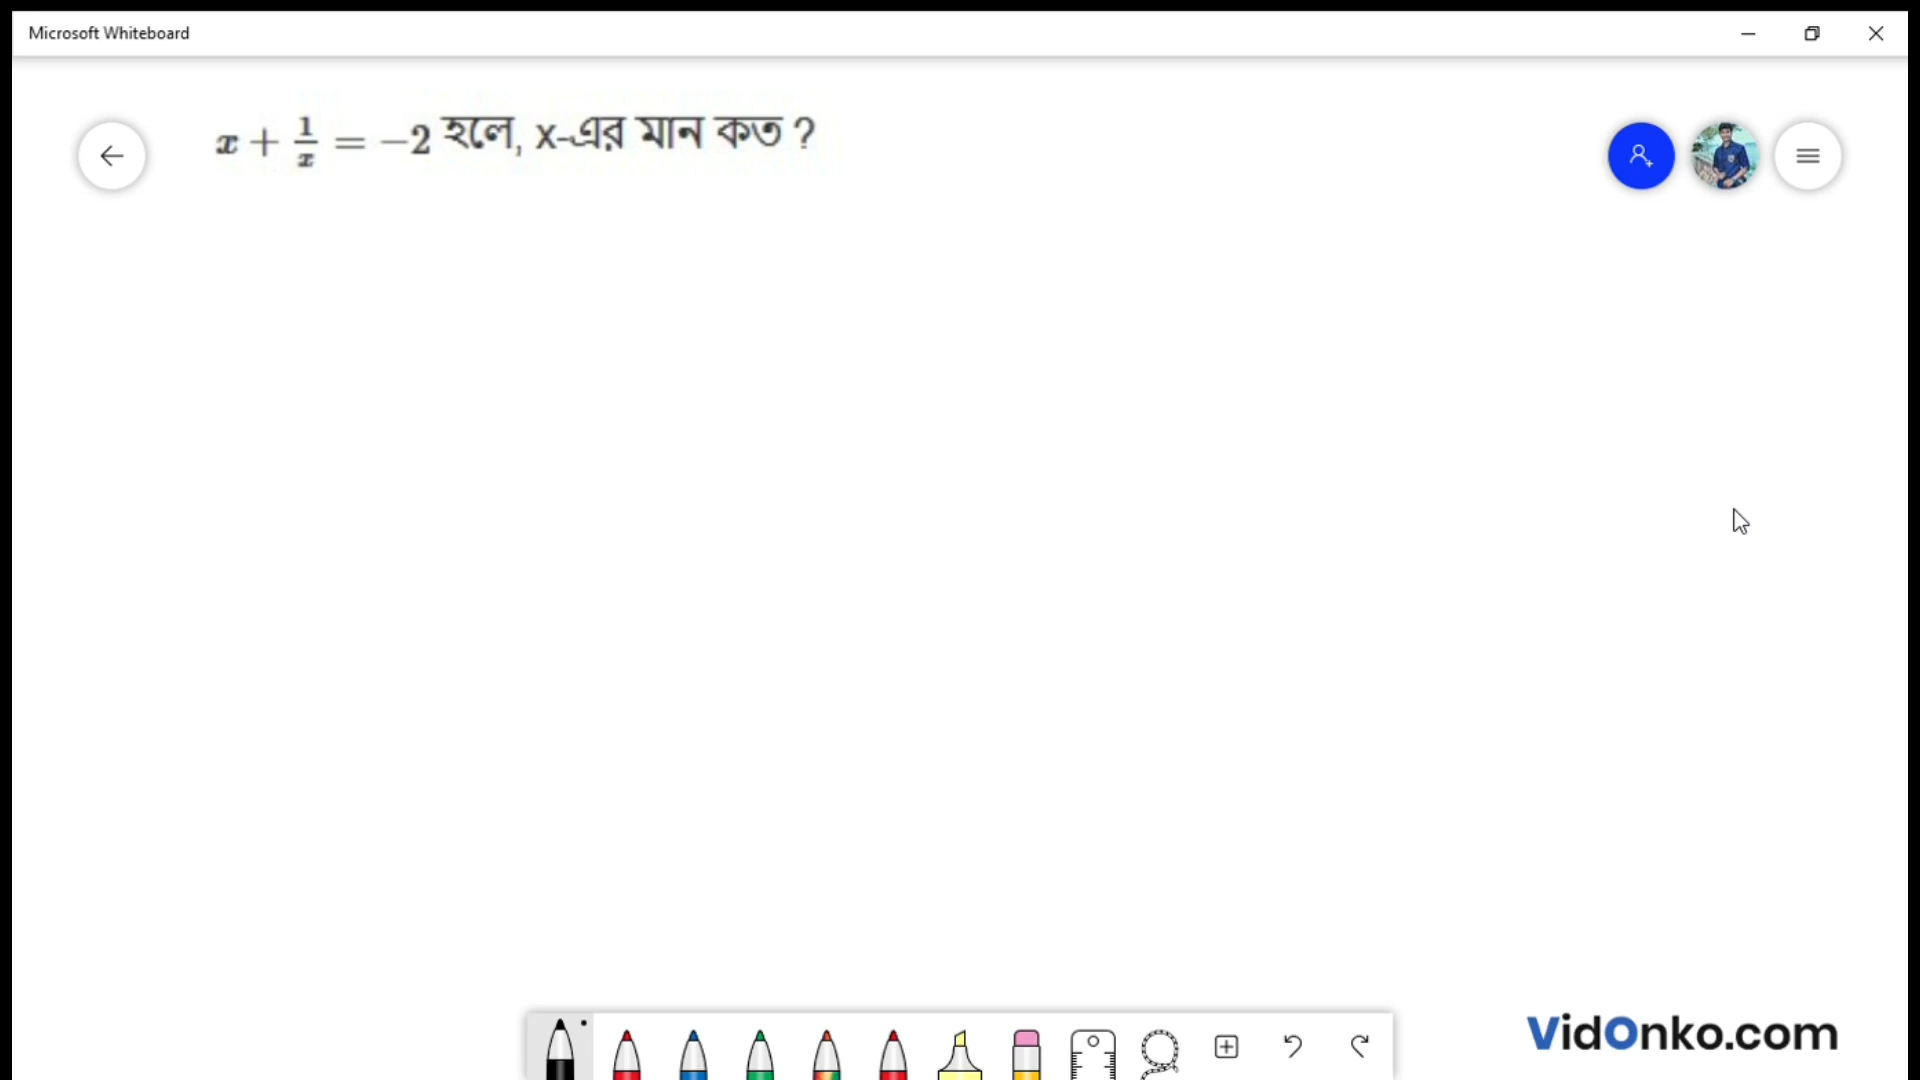 Microsoft Whiteboard
x + 1/x = −2 হলে, x-এর মান কত ?
VidOnko.com